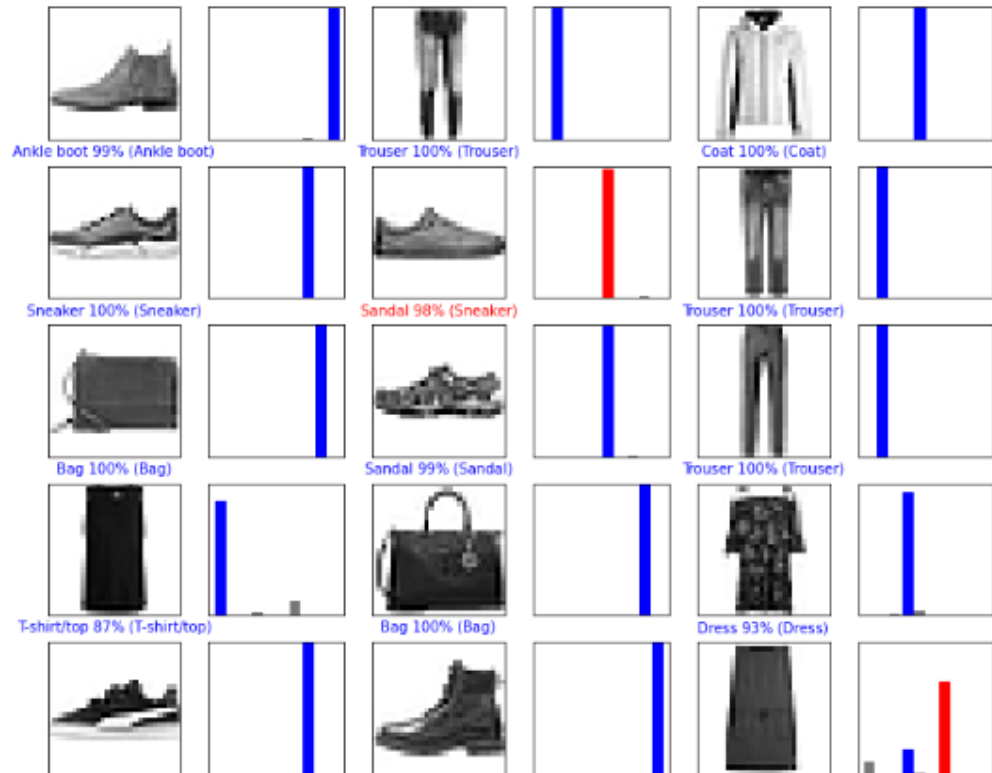 Ankle boot 99% (Ankle boot)
Trouser 100% (Trouser)
Coat 100% (Coat)
Sneaker 100% (Sneaker)
Sandal 98% (Sneaker)
Trouser 100% (Trouser)
Bag 100% (Bag)
Sandal 99% (Sandal)
Trouser 100% (Trouser)
T-shirt/top 87% (T-shirt/top)
Bag 100% (Bag)
Dress 93% (Dress)